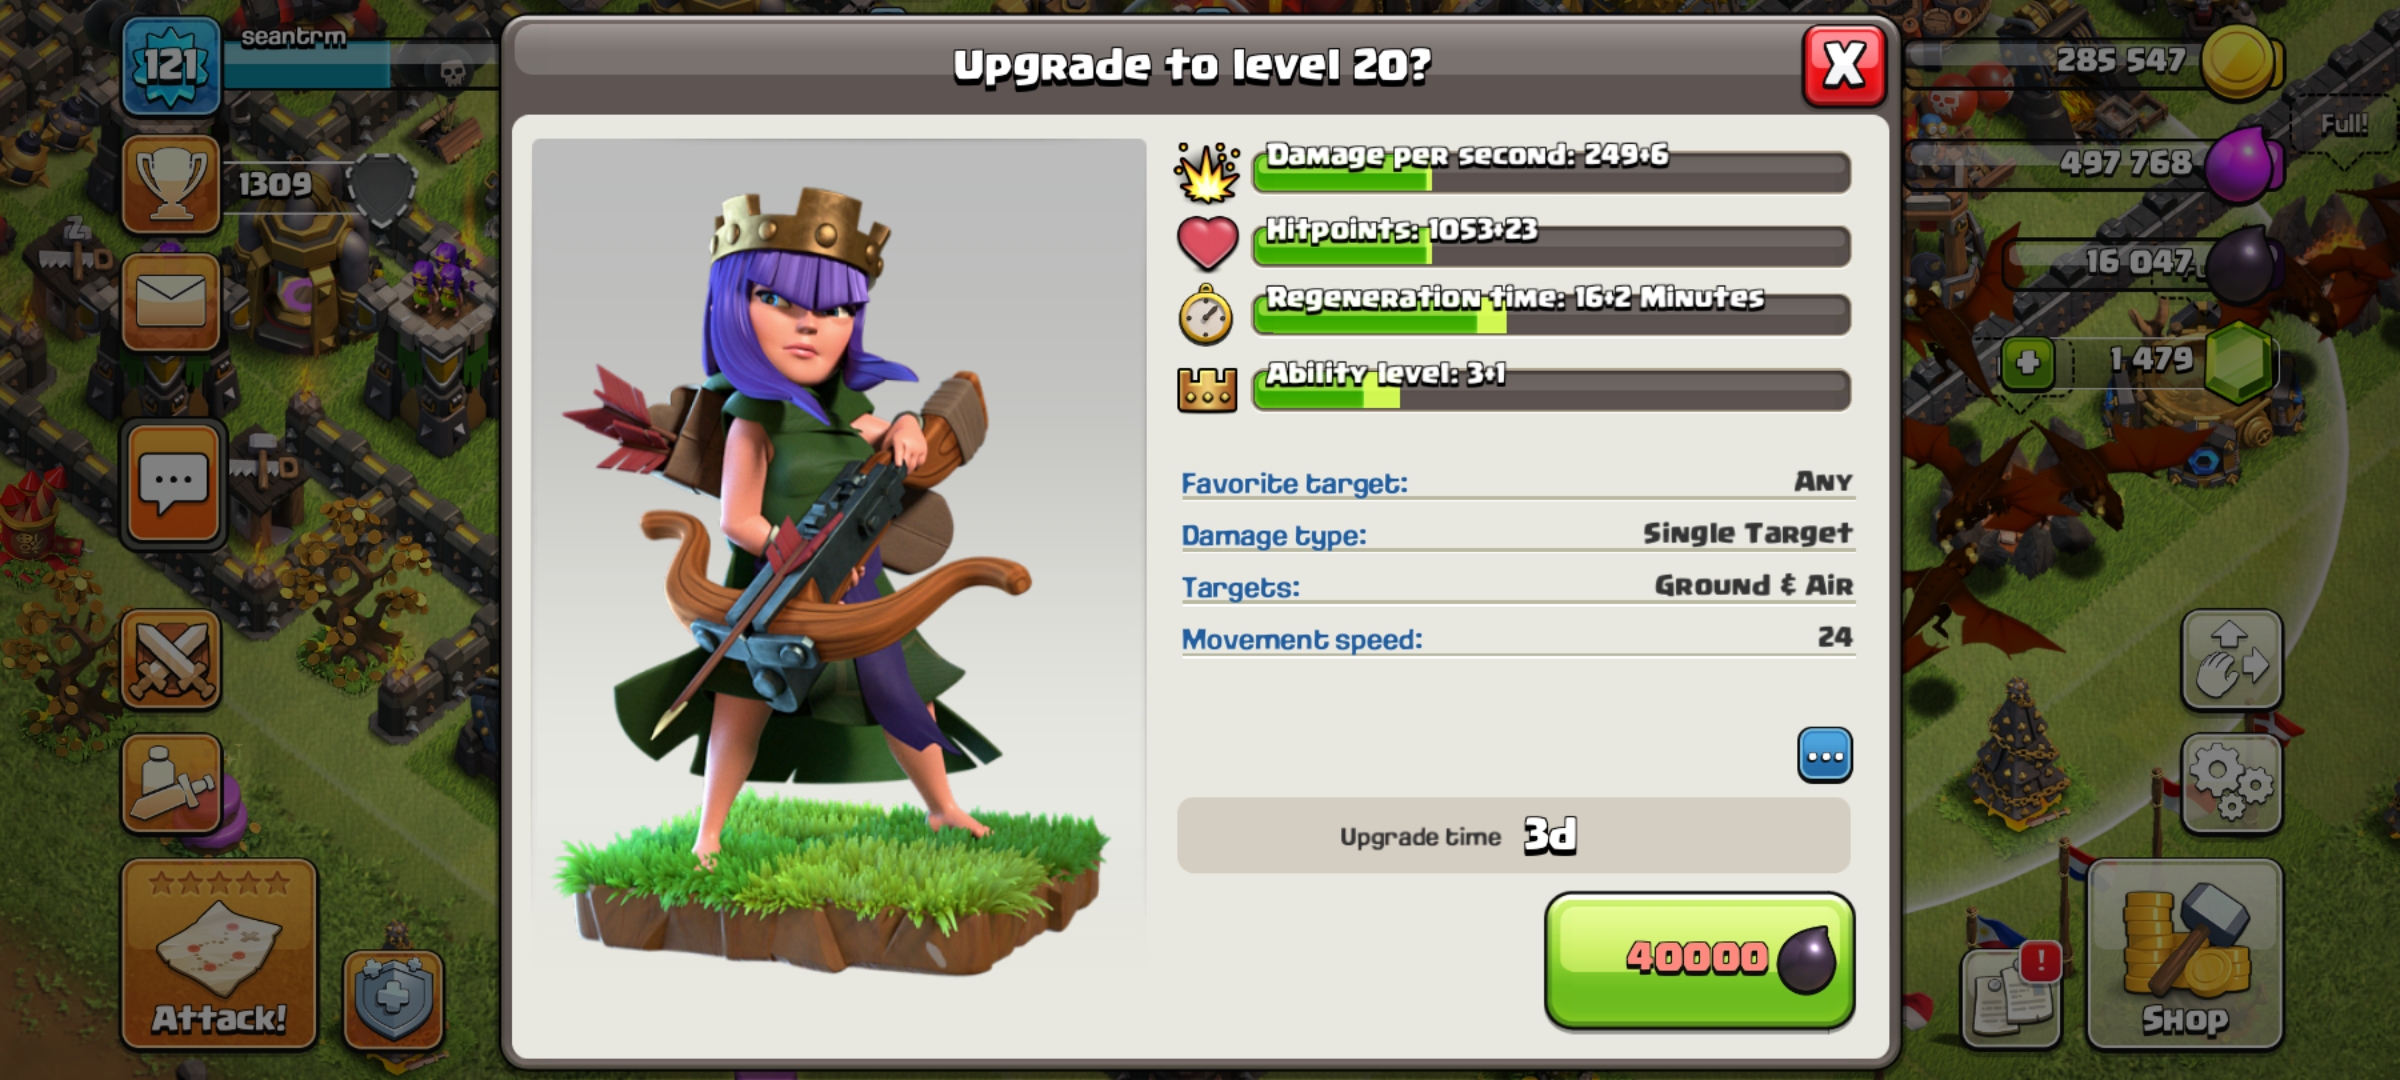 seantrm
121
1309
Attack!
Upgrade to level 20?
X
Damage per second: 249+6
Hitpoints: 1053+23
Regeneration time: 16+2 Minutes
Ability level: 3+1
Favorite target: Any
Damage type: Single Target
Targets: Ground & Air
Movement speed: 24
Upgrade time 3d
40000
285 547
Full!
497 768
16 047
1 479
!
Shop